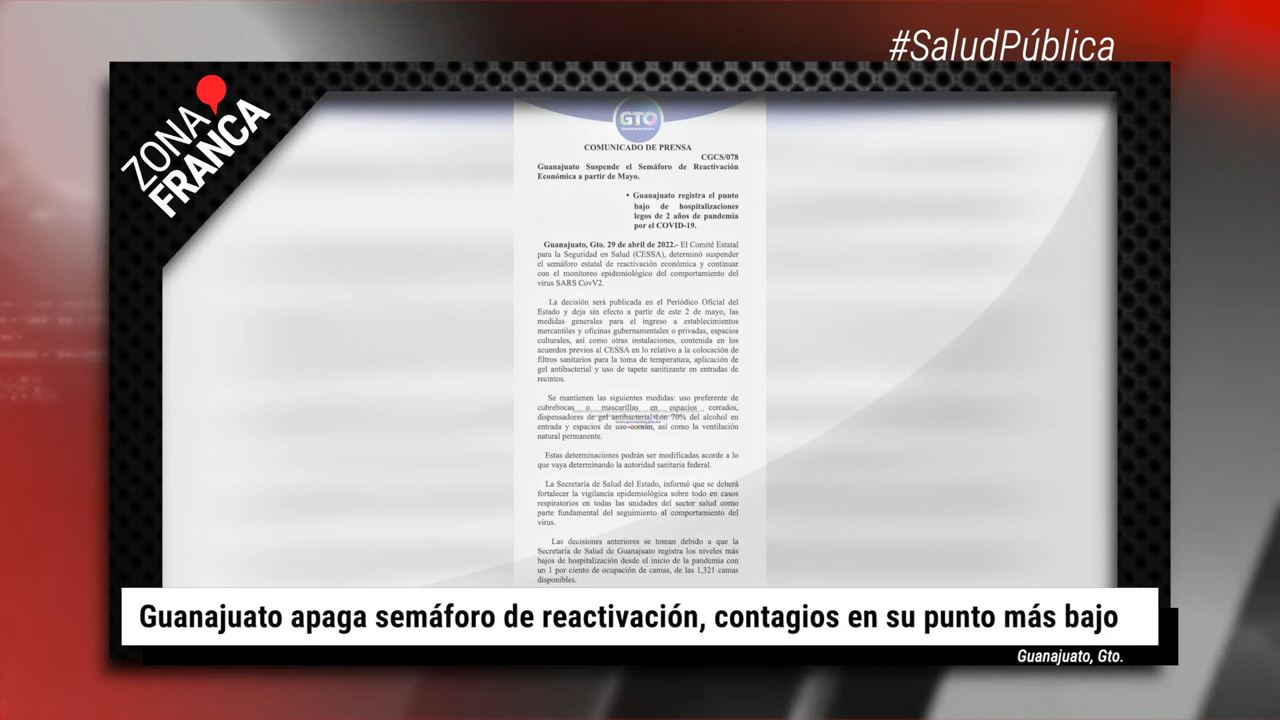 #SaludPública
ZONA
FRANCA
GTO
COMUNICADO DE PRENSA
CGCS/078
Guanajuato Suspende el Semáforo de Reactivación
Económica a partir de Mayo.
• Guanajuato registra el punto
bajo de hospitalizaciones
legos de 2 años de pandemia
por el COVID-19.
Guanajuato, Gto. 29 de abril de 2022.- El Comité Estatal
para la Seguridad en Salud (CESSA), determinó suspender
el semáforo estatal de reactivación económica y continuar
con el monitoreo epidemiológico del comportamiento del
virus SARS CovV2.
La decisión será publicada en el Periódico Oficial del
Estado y deja sin efecto a partir de este 2 de mayo, las
medidas generales para el ingreso a establecimientos
mercantiles y oficinas gubernamentales o privadas, espacios
culturales, así como otras instalaciones, contenida en los
acuerdos previos al CESSA en lo relativo a la colocación de
filtros sanitarios para la toma de temperatura, aplicación de
gel antibacterial y uso de tapete sanitizante en entradas de
recintos.
Se mantienen las siguientes medidas: uso preferente de
cubrebocas o mascarillas en espacios cerrados,
dispensadores de gel antibacterial con 70% del alcohol en
entrada y espacios de uso común, así como la ventilación
natural permanente.
Estas determinaciones podrán ser modificadas acorde a lo
que vaya determinando la autoridad sanitaria federal.
La Secretaría de Salud del Estado, informó que se deberá
fortalecer la vigilancia epidemiológica sobre todo en casos
respiratorios en todas las unidades del sector salud como
parte fundamental del seguimiento al comportamiento del
virus.
Las decisiones anteriores se toman debido a que la
Secretaría de Salud de Guanajuato registra los niveles más
bajos de hospitalización desde el inicio de la pandemia con
un 1 por ciento de ocupación de camas, de las 1,321 camas
disponibles.
Guanajuato apaga semáforo de reactivación, contagios en su punto más bajo
Guanajuato, Gto.